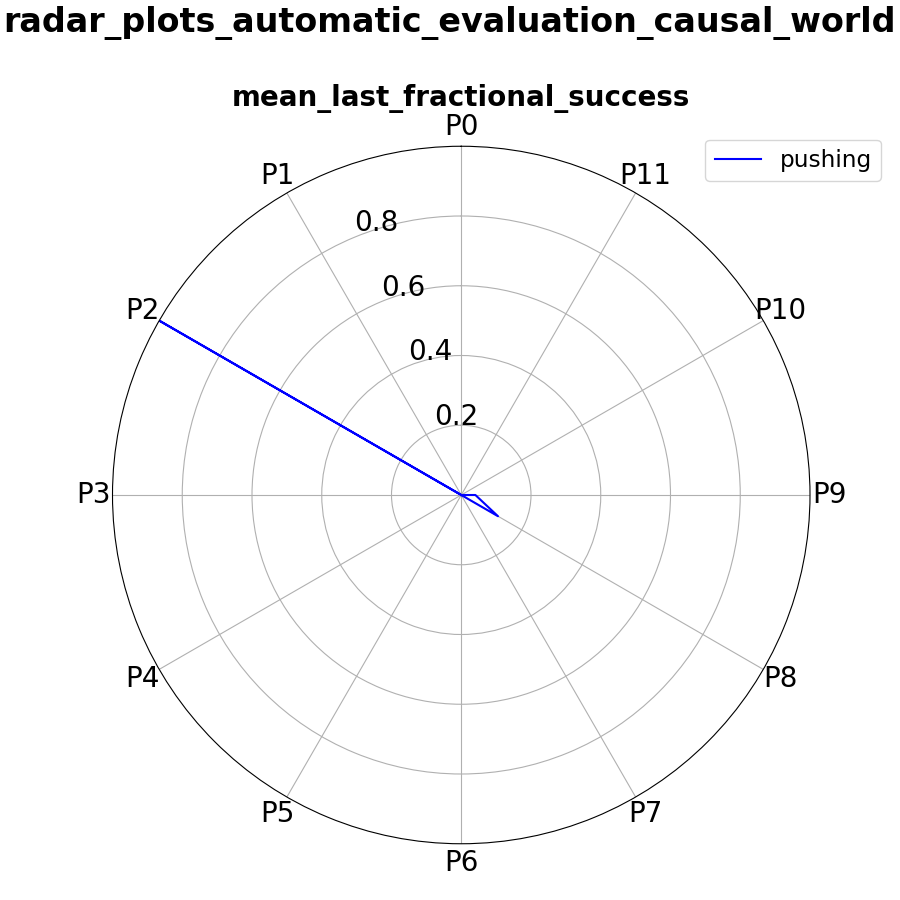 radar_plots_automatic_evaluation_causal_world
mean_last_fractional_success
P0
pushing
P1
P11
0.8
0.6
P2
P10
0.4
0.2
P3
P9
P4
P8
P5
P7
P6